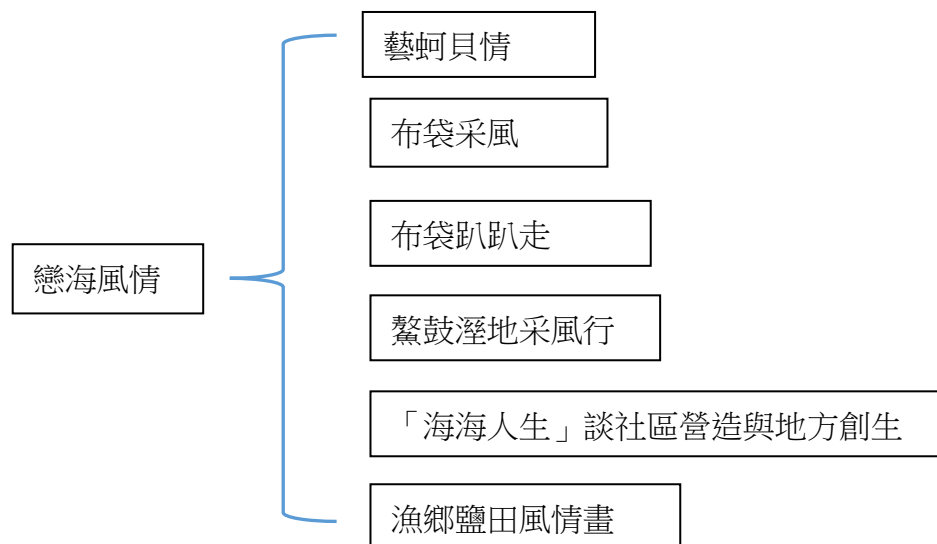 藝蚵貝情
布袋采風
布袋趴趴走
戀海風情
鰲鼓溼地采風行
「海海人生」談社區營造與地方創生
漁鄉鹽田風情畫